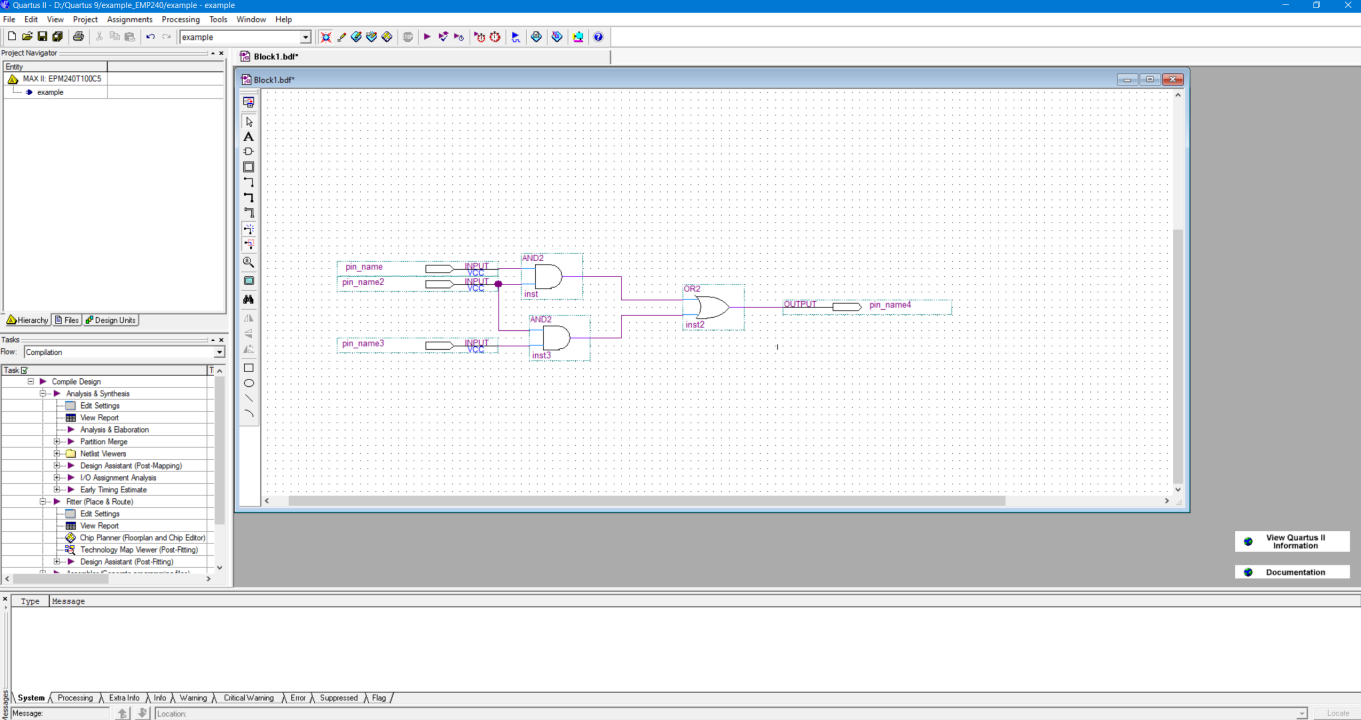 Quartus II - D:/Quartus 9/example_EMP240/example - example
File Edit View Project Assignments Processing Tools Window Help
example
Project Navigator
Block1.bdf*
Entity
MAX II: EPM240T100C5
example
Block1.bdf*
A
pin_name INPUT VCC
pin_name2 INPUT VCC
AND2
inst
OR2
inst2
OUTPUT pin_name4
AND2
inst3
pin_name3 INPUT VCC
Hierarchy Files Design Units
Tasks
Flow: Compilation
Task
Compile Design
Analysis & Synthesis
Edit Settings
View Report
Analysis & Elaboration
Partition Merge
Netlist Viewers
Design Assistant (Post-Mapping)
I/O Assignment Analysis
Early Timing Estimate
Fitter (Place & Route)
Edit Settings
View Report
Chip Planner (Floorplan and Chip Editor)
Technology Map Viewer (Post-Fitting)
Design Assistant (Post-Fitting)
View Quartus II
Information
Documentation
Type Message
System Processing Extra Info Info Warning Critical Warning Error Suppressed Flag
Messages
Message: Location: Locate